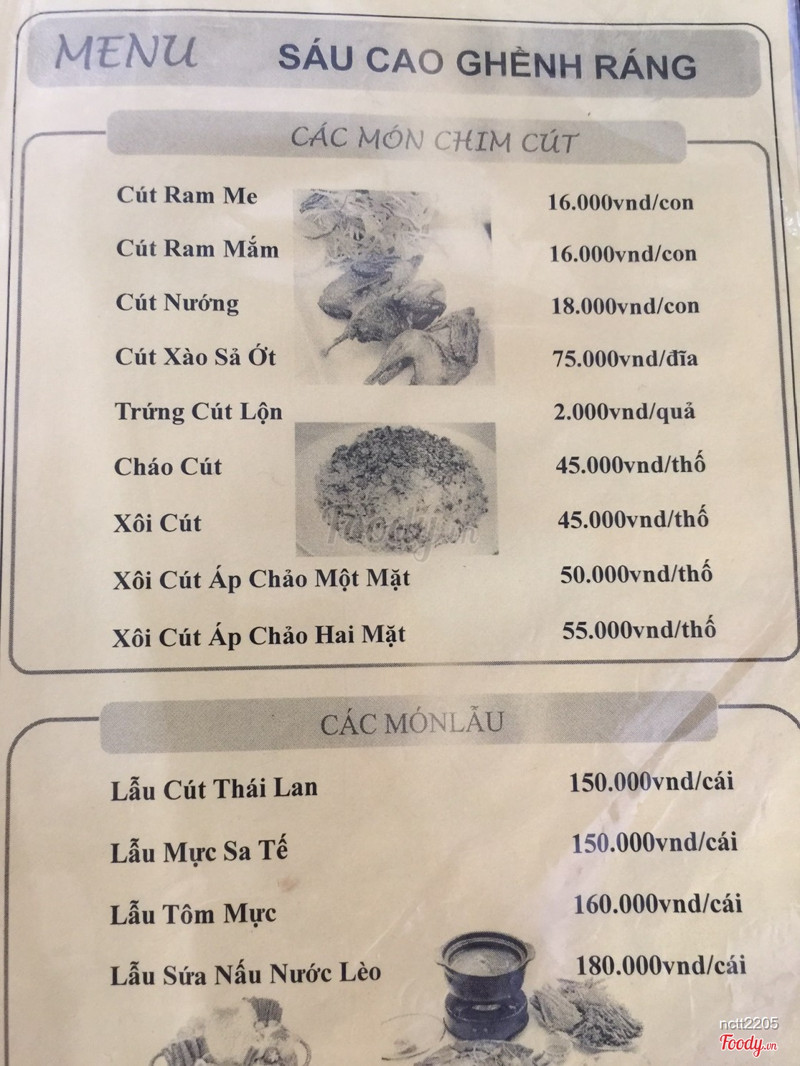 MENU SÁU CAO GHỀNH RÁNG
CÁC MÓN CHIM CÚT
Cút Ram Me 16.000vnd/con
Cút Ram Mắm 16.000vnd/con
Cút Nướng 18.000vnd/con
Cút Xào Sả Ớt 75.000vnd/đĩa
Trứng Cút Lộn 2.000vnd/quả
Cháo Cút 45.000vnd/thố
Xôi Cút 45.000vnd/thố
Xôi Cút Áp Chảo Một Mặt 50.000vnd/thố
Xôi Cút Áp Chảo Hai Mặt 55.000vnd/thố
CÁC MÓNLẨU
Lẩu Cút Thái Lan 150.000vnd/cái
Lẩu Mực Sa Tế 150.000vnd/cái
Lẩu Tôm Mực 160.000vnd/cái
Lẩu Sứa Nấu Nước Lèo 180.000vnd/cái
Foody.vn
nctt2205
Foody.vn